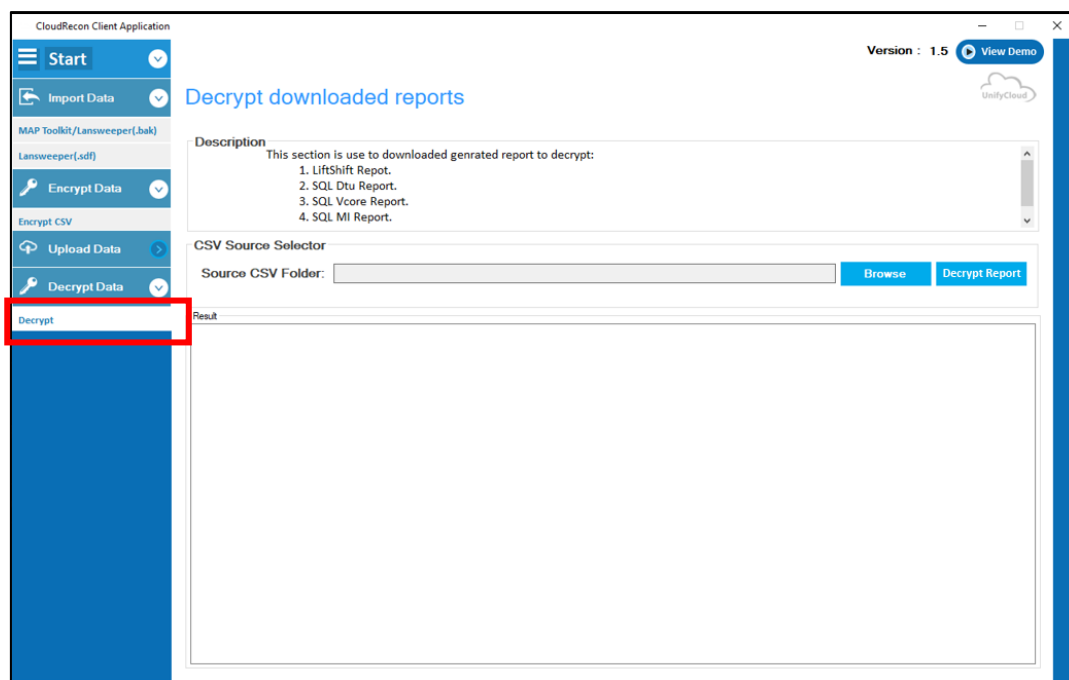 CloudRecon Client Application
Start
Version : 1.5
View Demo
Import Data
Decrypt downloaded reports
UnifyCloud
MAP Toolkit/Lansweeper(.bak)
Lansweeper(.sdf)
Encrypt Data
Encrypt CSV
Upload Data
Decrypt Data
Decrypt
Description
This section is use to downloaded genrated report to decrypt:
1. LiftShift Repot.
2. SQL Dtu Report.
3. SQL Vcore Report.
4. SQL MI Report.
CSV Source Selector
Source CSV Folder:
Browse
Decrypt Report
Result